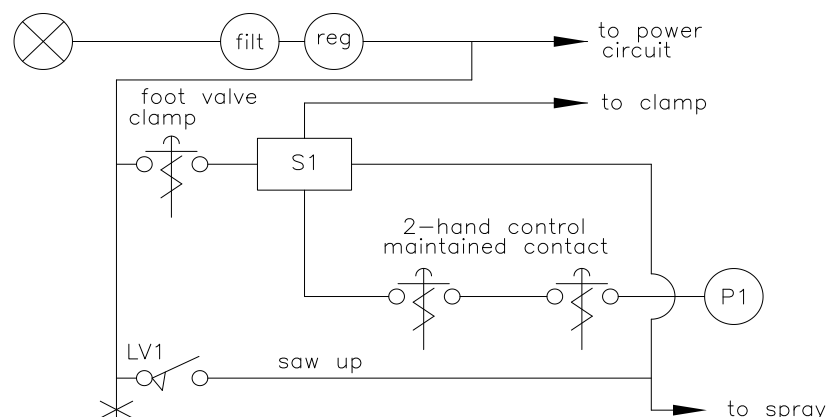 filt
reg
to power
circuit
foot valve
clamp
to clamp
S1
2-hand control
maintained contact
P1
LV1
saw up
to spray